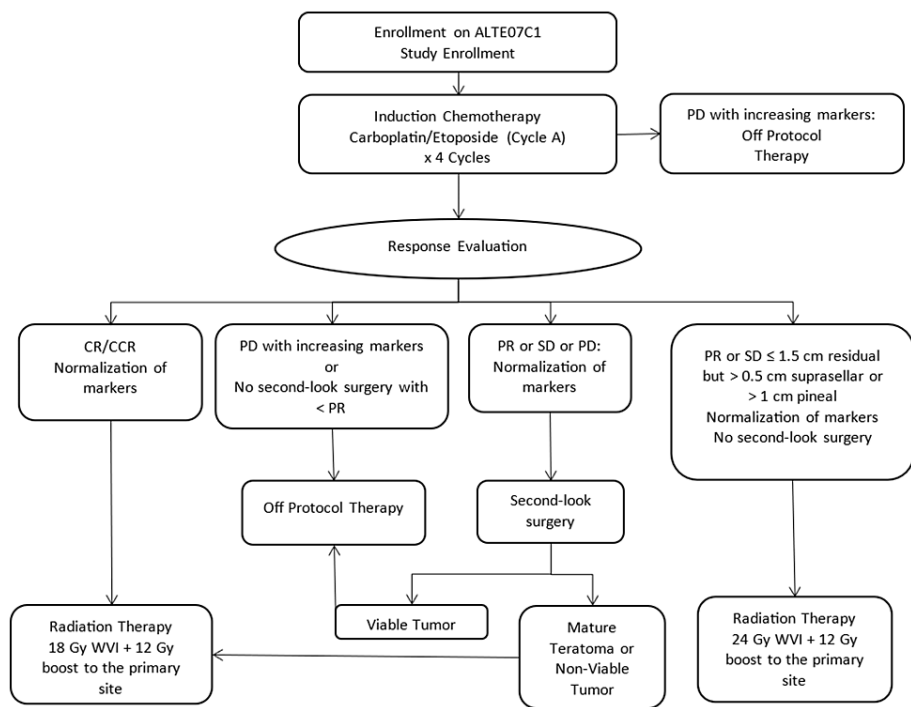 Enrollment on ALTE07C1
Study Enrollment
Induction Chemotherapy
Carboplatin/Etoposide (Cycle A)
x 4 Cycles
PD with increasing markers:
Off Protocol
Therapy
Response Evaluation
CR/CCR
Normalization of
markers
PD with increasing markers
or
No second-look surgery with
< PR
PR or SD or PD:
Normalization of
markers
PR or SD ≤ 1.5 cm residual
but > 0.5 cm suprasellar or
> 1 cm pineal
Normalization of markers
No second-look surgery
Off Protocol Therapy
Second-look
surgery
Radiation Therapy
18 Gy WVI + 12 Gy
boost to the primary
site
Viable Tumor
Mature
Teratoma or
Non-Viable
Tumor
Radiation Therapy
24 Gy WVI + 12 Gy
boost to the primary
site